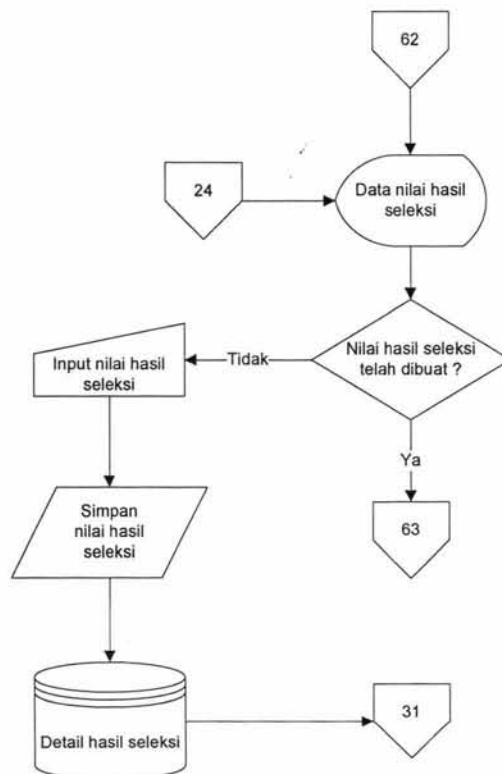 62
24
Data nilai hasil
seleksi
Nilai hasil seleksi
telah dibuat ?
Tidak
Input nilai hasil
seleksi
Ya
Simpan
nilai hasil
seleksi
63
Detail hasil seleksi
31